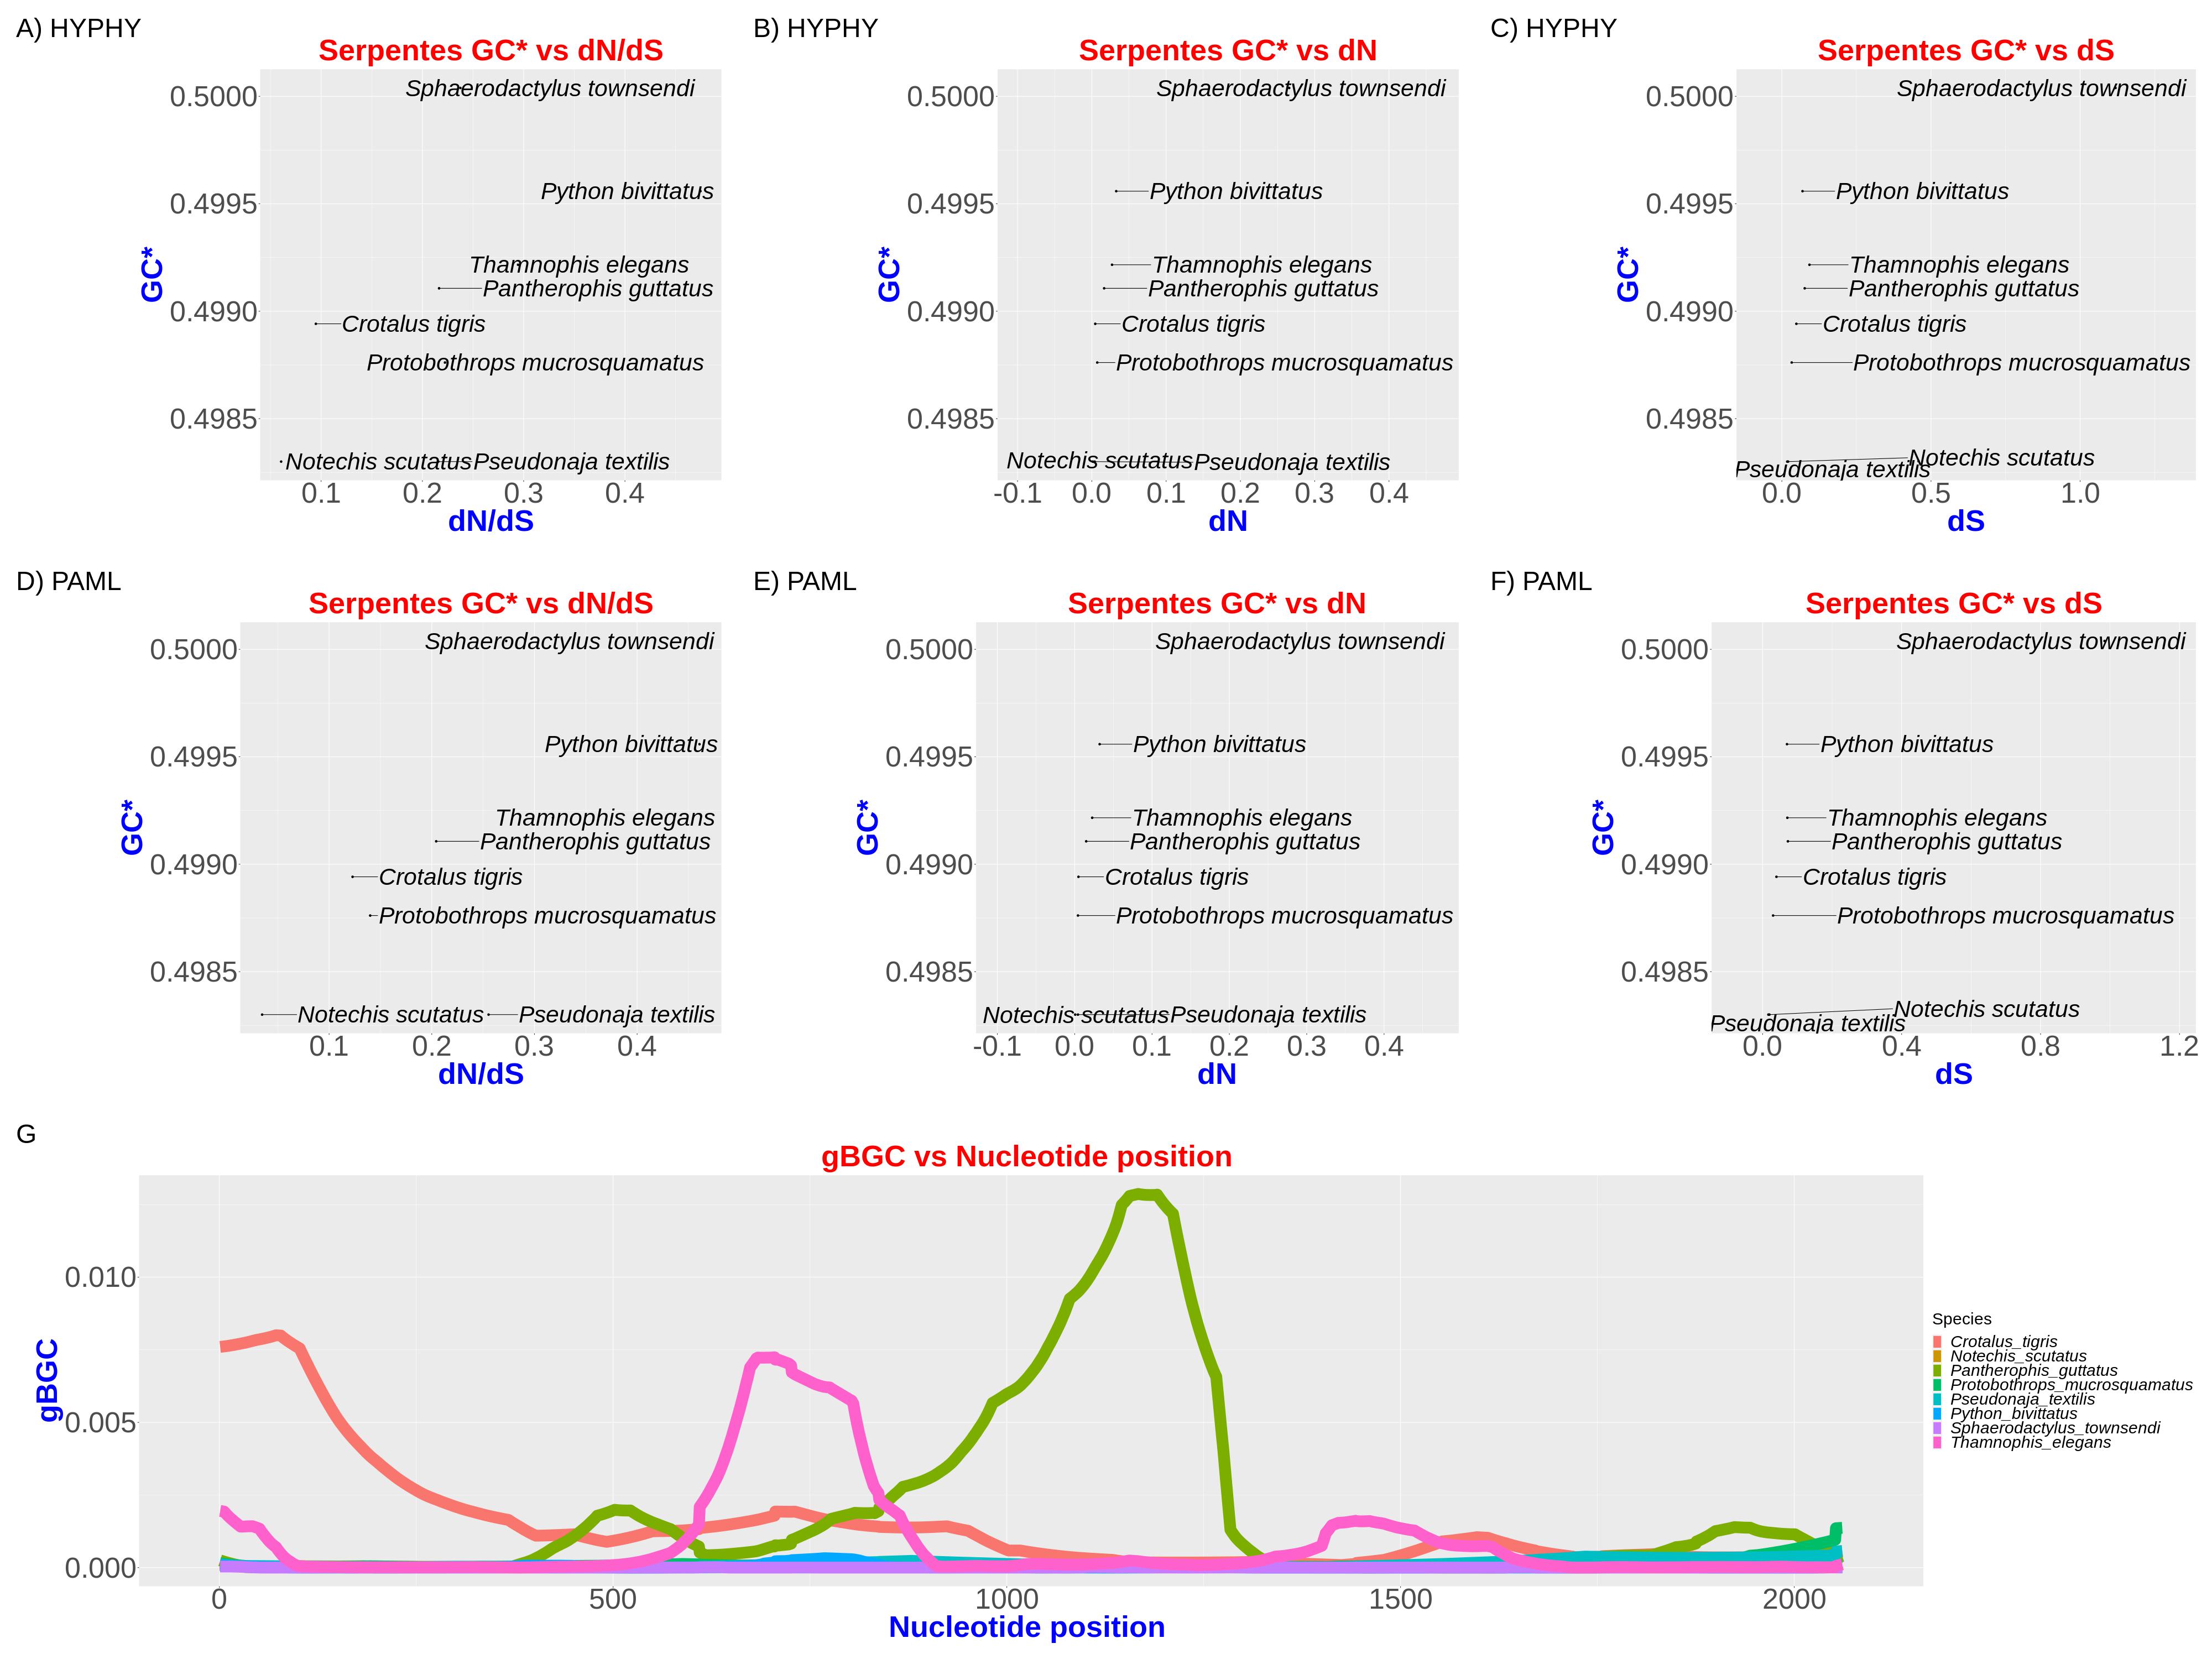 A) HYPHY
Serpentes GC* vs dN/dS
Sphaerodactylus townsendi
0.5000
Python bivittatus
0.4995
Thamnophis elegans
Pantherophis guttatus
GC*
0.4990
Crotalus tigris
Protobothrops mucrosquamatus
0.4985
Notechis scutatus
Pseudonaja textilis
0.1 0.2 0.3 0.4
dN/dS
B) HYPHY
Serpentes GC* vs dN
Sphaerodactylus townsendi
0.5000
Python bivittatus
0.4995
Thamnophis elegans
Pantherophis guttatus
GC*
0.4990
Crotalus tigris
Protobothrops mucrosquamatus
0.4985
Notechis scutatus
Pseudonaja textilis
-0.1 0.0 0.1 0.2 0.3 0.4
dN
C) HYPHY
Serpentes GC* vs dS
Sphaerodactylus townsendi
0.5000
Python bivittatus
0.4995
Thamnophis elegans
Pantherophis guttatus
GC*
0.4990
Crotalus tigris
Protobothrops mucrosquamatus
0.4985
Notechis scutatus
Pseudonaja textilis
0.0 0.5 1.0
dS
D) PAML
Serpentes GC* vs dN/dS
Sphaerodactylus townsendi
0.5000
Python bivittatus
0.4995
Thamnophis elegans
Pantherophis guttatus
GC*
0.4990
Crotalus tigris
Protobothrops mucrosquamatus
0.4985
Notechis scutatus
Pseudonaja textilis
0.1 0.2 0.3 0.4
dN/dS
E) PAML
Serpentes GC* vs dN
Sphaerodactylus townsendi
0.5000
Python bivittatus
0.4995
Thamnophis elegans
Pantherophis guttatus
GC*
0.4990
Crotalus tigris
Protobothrops mucrosquamatus
0.4985
Notechis scutatus
Pseudonaja textilis
-0.1 0.0 0.1 0.2 0.3 0.4
dN
F) PAML
Serpentes GC* vs dS
Sphaerodactylus townsendi
0.5000
Python bivittatus
0.4995
Thamnophis elegans
Pantherophis guttatus
GC*
0.4990
Crotalus tigris
Protobothrops mucrosquamatus
0.4985
Notechis scutatus
Pseudonaja textilis
0.0 0.4 0.8 1.2
dS
G
gBGC vs Nucleotide position
0.010
gBGC
0.005
0.000
0 500 1000 1500 2000
Nucleotide position
Species
Crotalus_tigris
Notechis_scutatus
Pantherophis_guttatus
Protobothrops_mucrosquamatus
Pseudonaja_textilis
Python_bivittatus
Sphaerodactylus_townsendi
Thamnophis_elegans